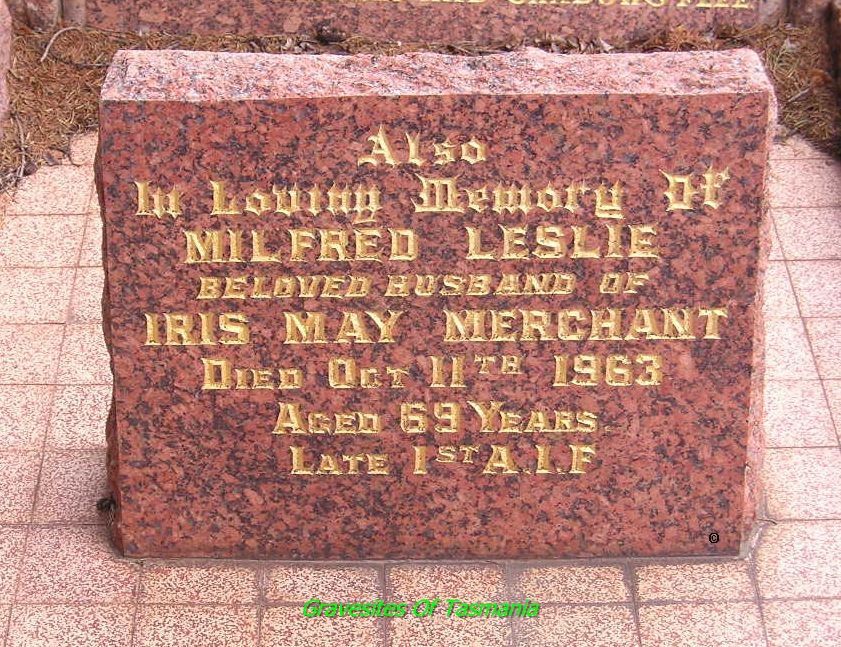 Also
In Loving Memory Of
MILFRED LESLIE
BELOVED HUSBAND OF
IRIS MAY MERCHANT
DIED OCT 11TH 1963
AGED 69 YEARS.
LATE 1ST A.I.F
©
Gravesites Of Tasmania